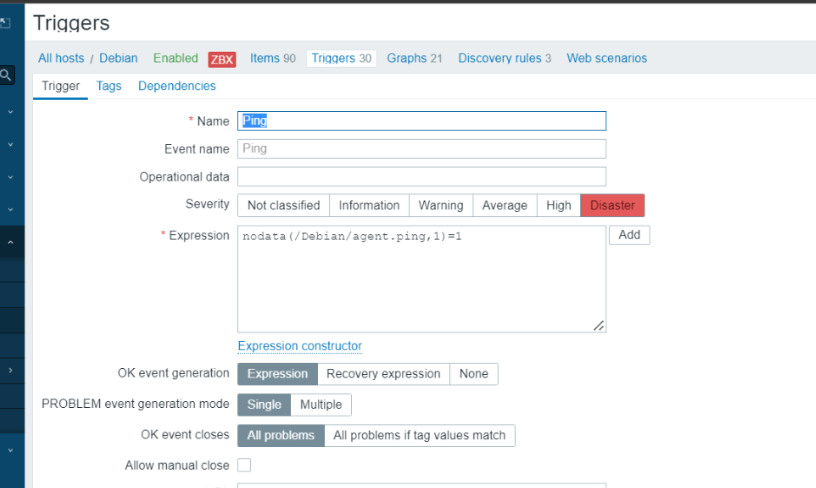 Triggers
All hosts / Debian Enabled ZBX Items 90 Triggers 30 Graphs 21 Discovery rules 3 Web scenarios
Trigger Tags Dependencies
* Name Ping
Event name Ping
Operational data
Severity Not classified Information Warning Average High Disaster
* Expression nodata(/Debian/agent.ping,1)=1 Add
Expression constructor
OK event generation Expression Recovery expression None
PROBLEM event generation mode Single Multiple
OK event closes All problems All problems if tag values match
Allow manual close